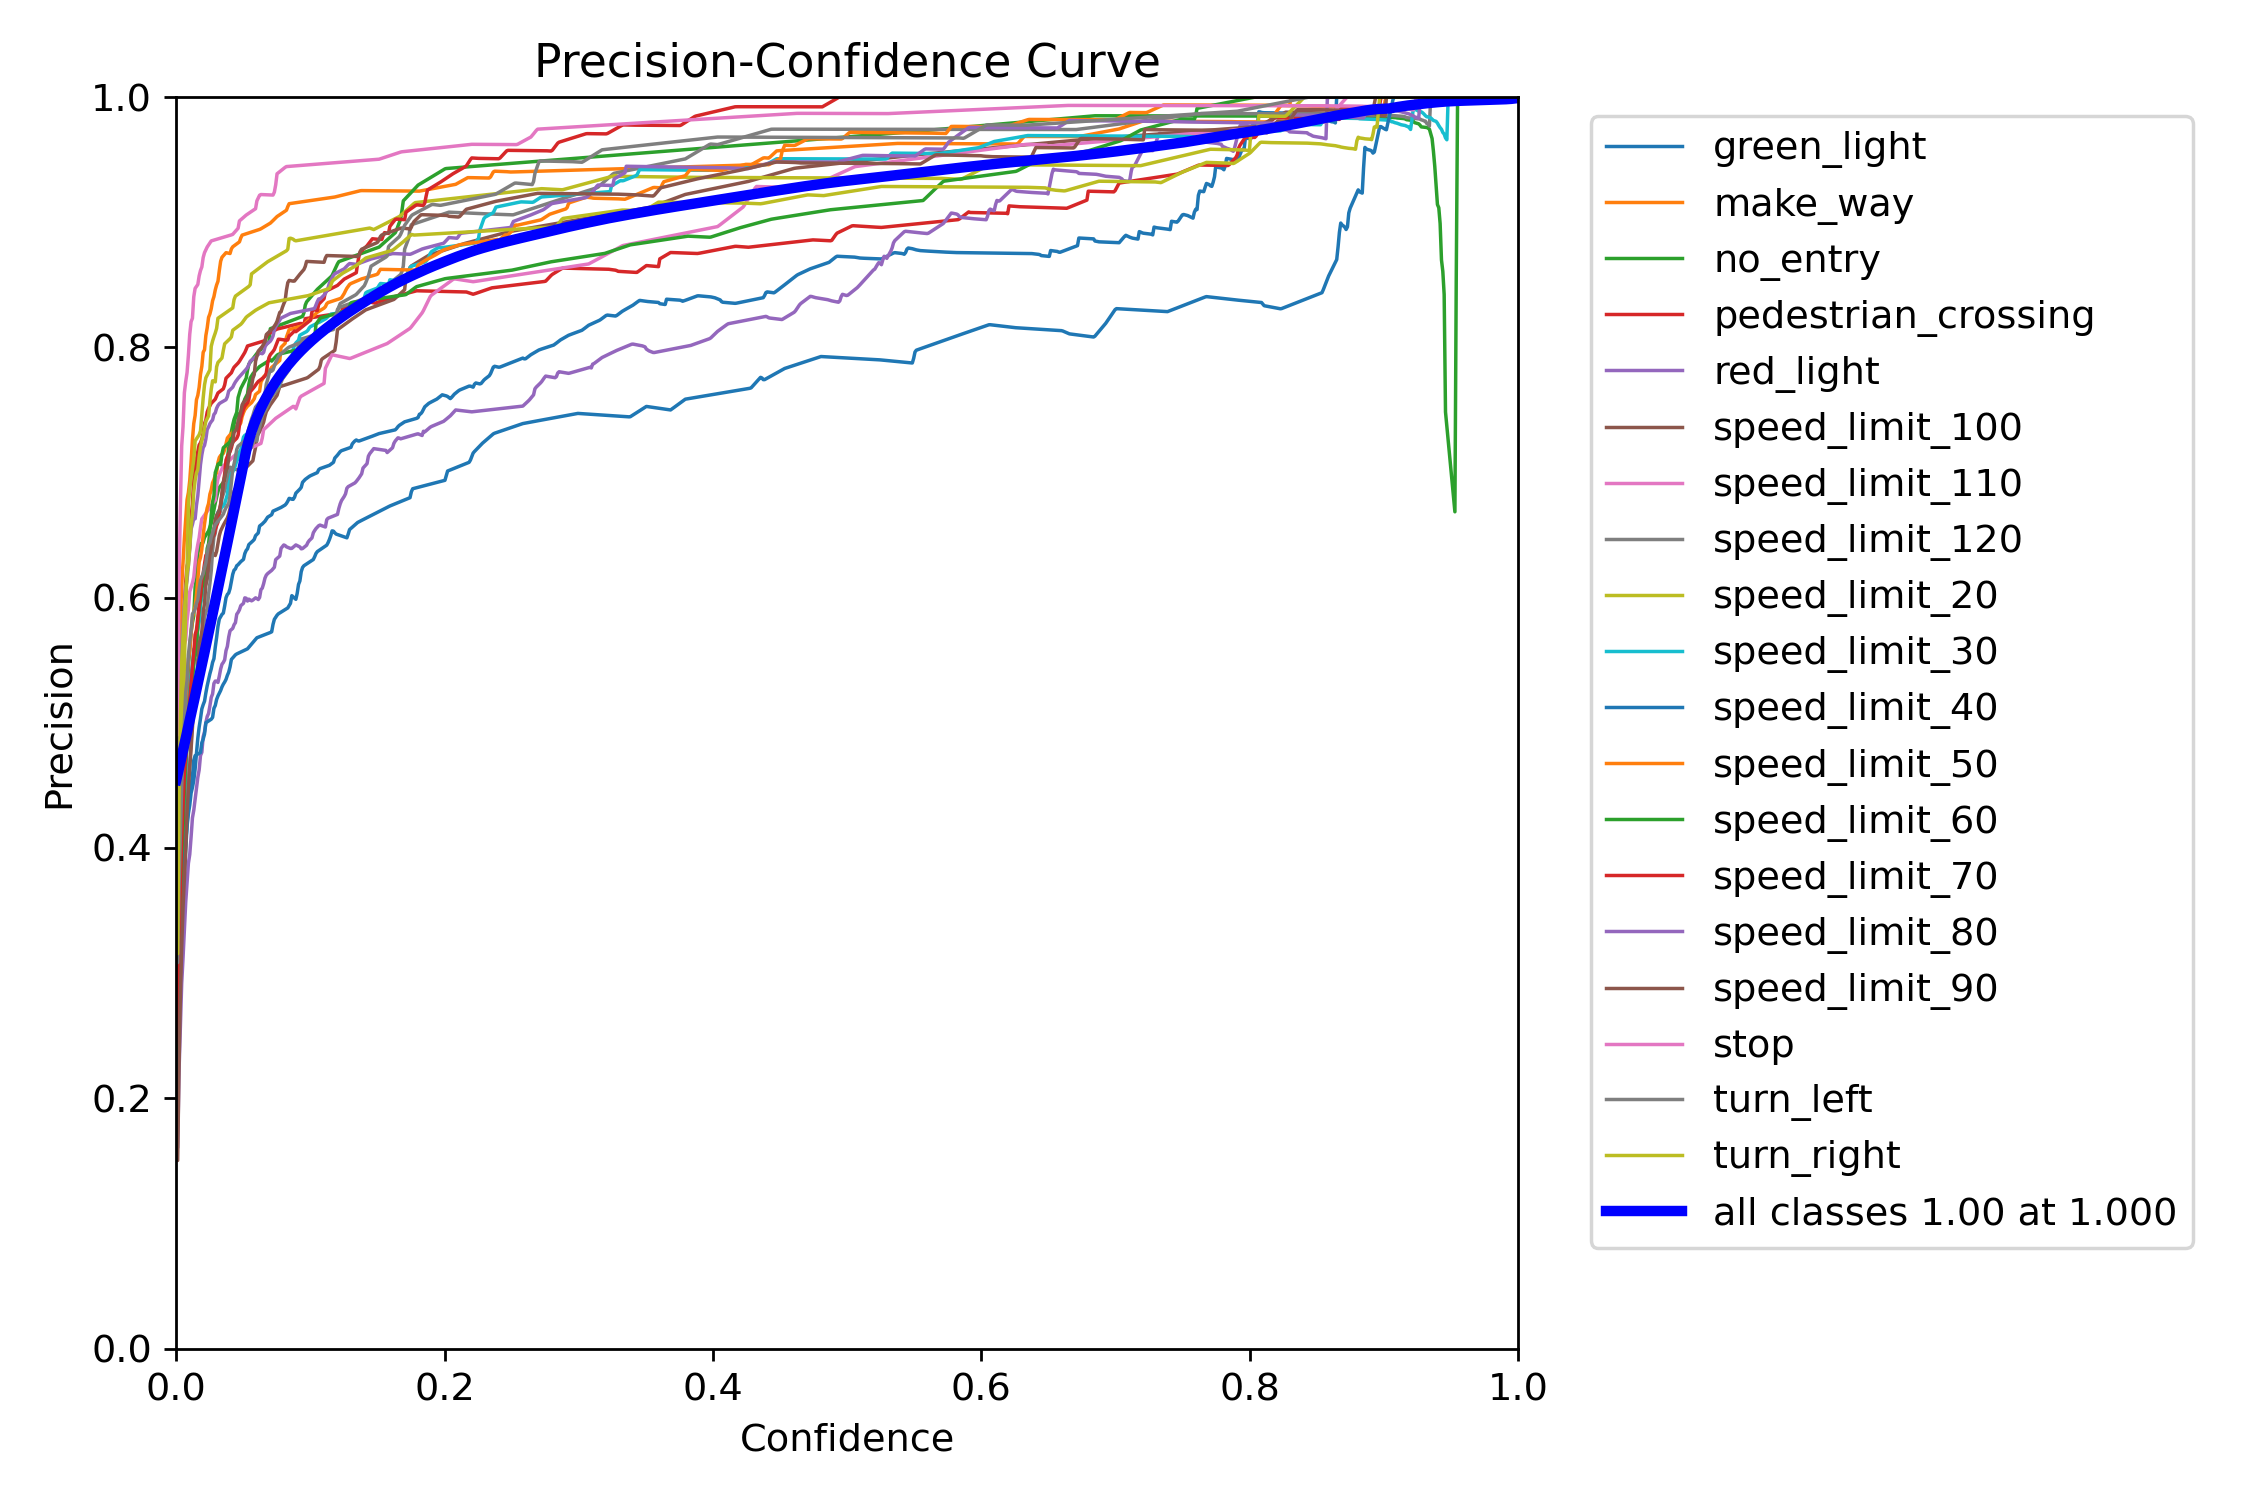 Precision-Confidence Curve
1.0
0.8
0.6
0.4
0.2
0.0
Precision
0.0 0.2 0.4 0.6 0.8 1.0
Confidence
green_light
make_way
no_entry
pedestrian_crossing
red_light
speed_limit_100
speed_limit_110
speed_limit_120
speed_limit_20
speed_limit_30
speed_limit_40
speed_limit_50
speed_limit_60
speed_limit_70
speed_limit_80
speed_limit_90
stop
turn_left
turn_right
all classes 1.00 at 1.000